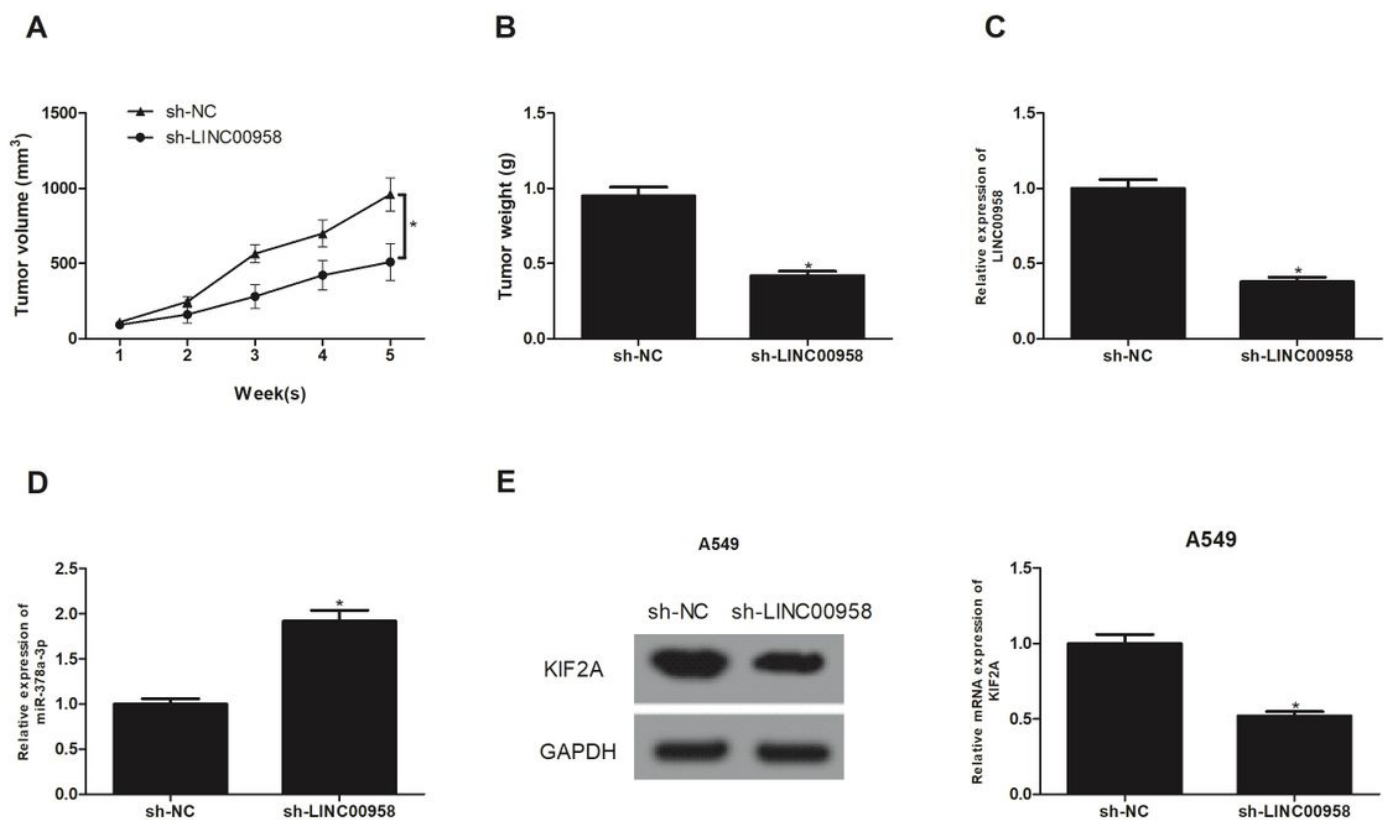 A
B
C
sh-NC
sh-LINC00958
Tumor volume (mm³)
1500
1000
500
0
*
1 2 3 4 5
Week(s)
Tumor weight (g)
1.5
1.0
0.5
0.0
*
sh-NC sh-LINC00958
Relative expression of
LINC00958
1.5
1.0
0.5
0.0
*
sh-NC sh-LINC00958
D
E
Relative expression of
miR-378a-3p
2.5
2.0
1.5
1.0
0.5
0.0
*
sh-NC sh-LINC00958
A549
sh-NC sh-LINC00958
KIF2A
GAPDH
A549
Relative mRNA expression of
KIF2A
1.5
1.0
0.5
0.0
*
sh-NC sh-LINC00958